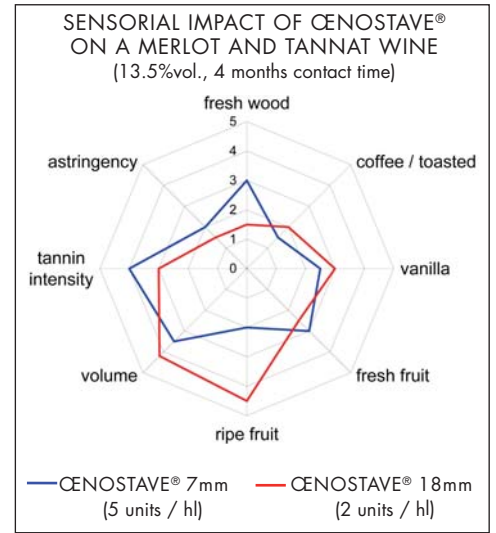 SENSORIAL IMPACT OF ŒNOSTAVE®
ON A MERLOT AND TANNAT WINE
(13.5%vol., 4 months contact time)
fresh wood
5
4
3
2
1
0
astringency
coffee / toasted
tannin
intensity
vanilla
volume
fresh fruit
ripe fruit
ŒNOSTAVE® 7mm
(5 units / hl)
ŒNOSTAVE® 18mm
(2 units / hl)